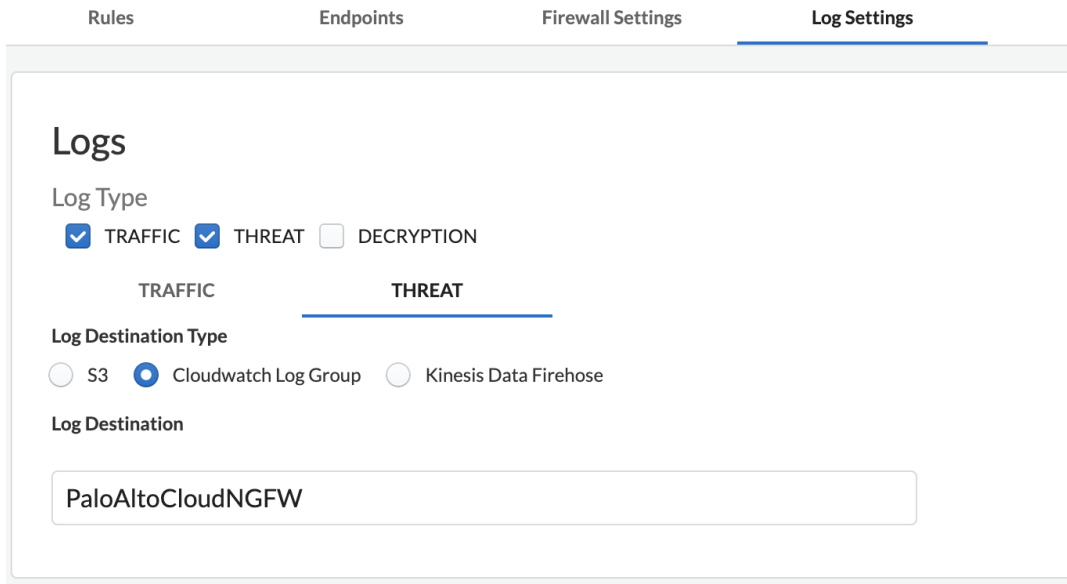 Rules Endpoints Firewall Settings Log Settings
Logs
Log Type
TRAFFIC THREAT DECRYPTION
TRAFFIC THREAT
Log Destination Type
S3 Cloudwatch Log Group Kinesis Data Firehose
Log Destination
PaloAltoCloudNGFW